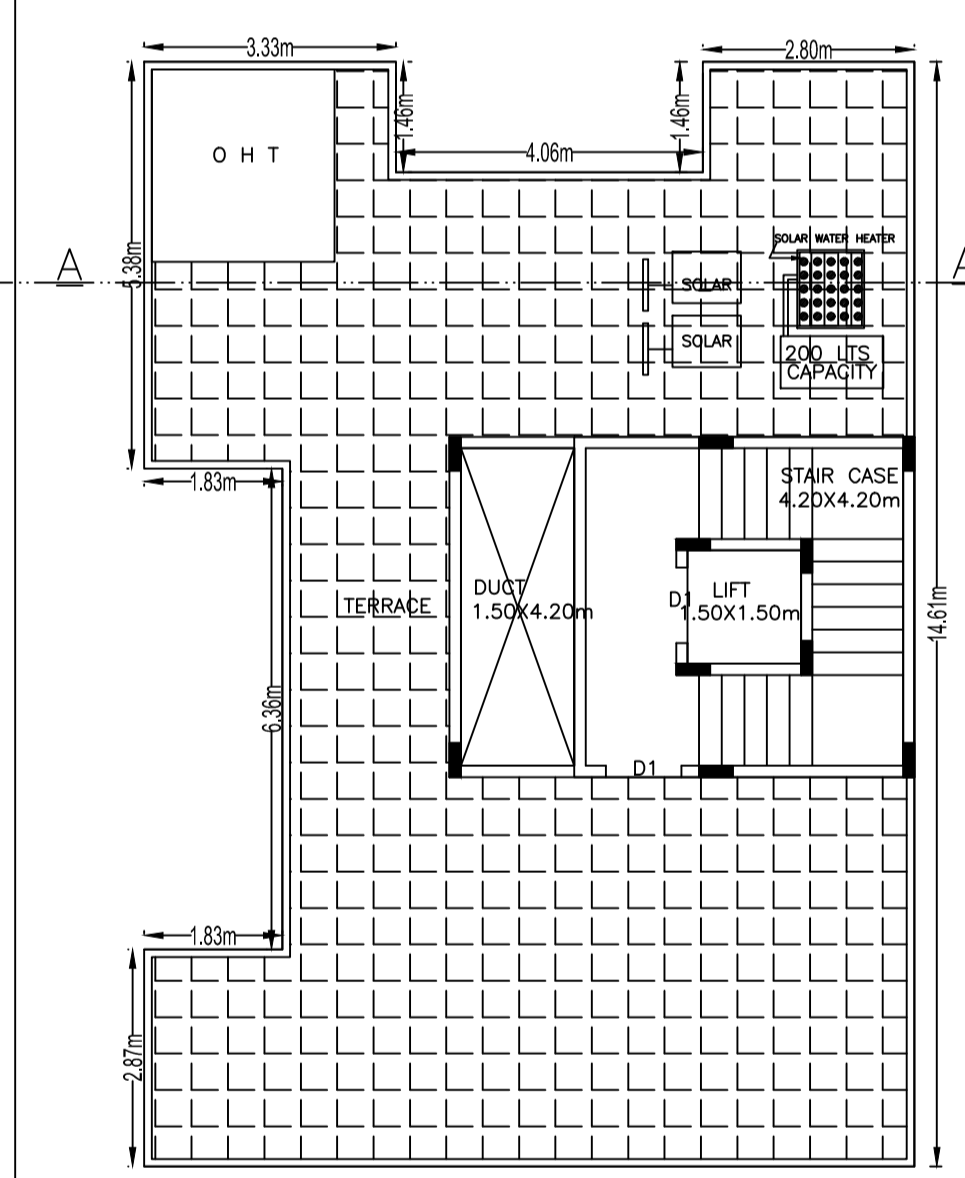 3.33m
2.80m
1.46m
1.46m
4.06m
O H T
SOLAR WATER HEATER
A
A
5.38m
SOLAR
SOLAR
200 LTS
CAPACITY
1.83m
STAIR CASE
4.20X4.20m
DUCT
1.50X4.20m
D1
LIFT
1.50X1.50m
TERRACE
14.61m
6.36m
D1
1.83m
2.87m